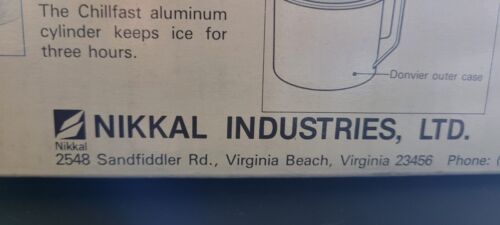 The Chillfast aluminum
cylinder keeps ice for
three hours.
Donvier outer case
NIKKAL INDUSTRIES, LTD.
Nikkal
2548 Sandfiddler Rd., Virginia Beach, Virginia 23456 Phone: (